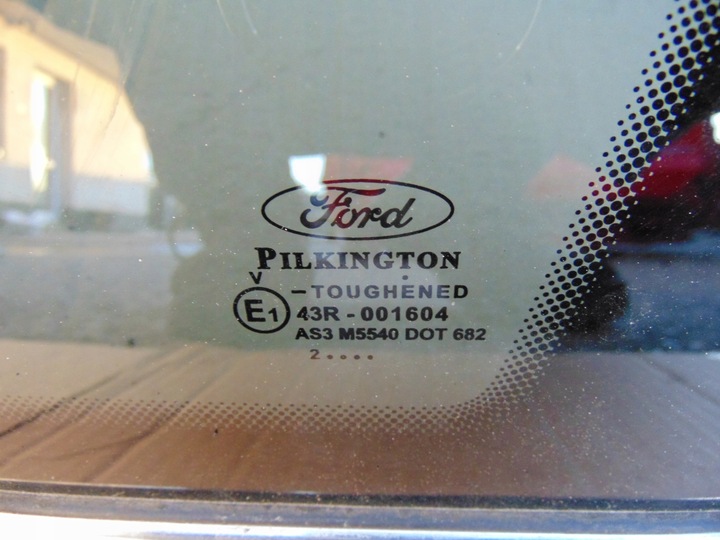 Ford
PILKINGTON
V
E1 – TOUGHENED
43R - 001604
AS3 M5540 DOT 682
2....